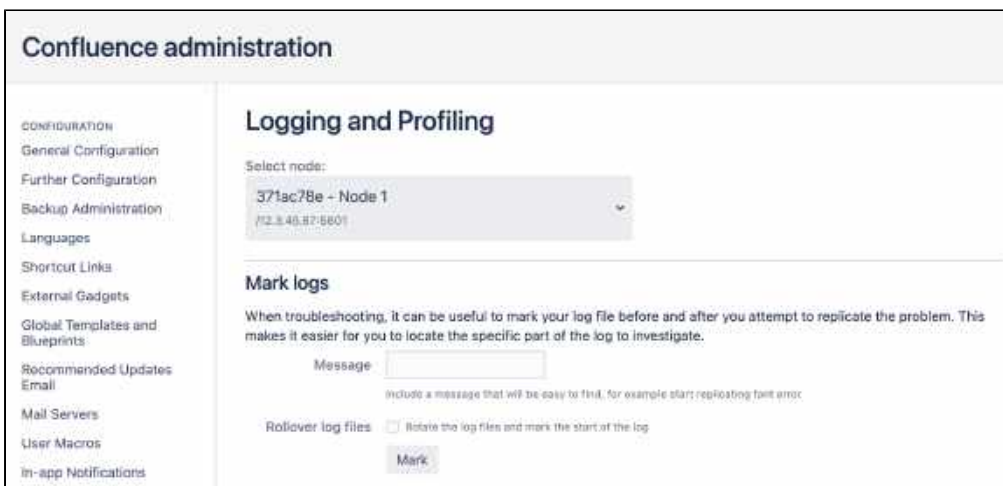 Confluence administration
CONFIGURATION
General Configuration
Further Configuration
Backup Administration
Languages
Shortcut Links
External Gadgets
Global Templates and
Blueprints
Recommended Updates
Email
Mail Servers
User Macros
In-app Notifications
Logging and Profiling
Select node:
371ac78e - Node 1
Mark logs
When troubleshooting, it can be useful to mark your log file before and after you attempt to replicate the problem. This
makes it easier for you to locate the specific part of the log to investigate.
Message
Include a message that will be easy to find, for example start replicating font error
Rollover log files
Rotate the log files and mark the start of the log
Mark